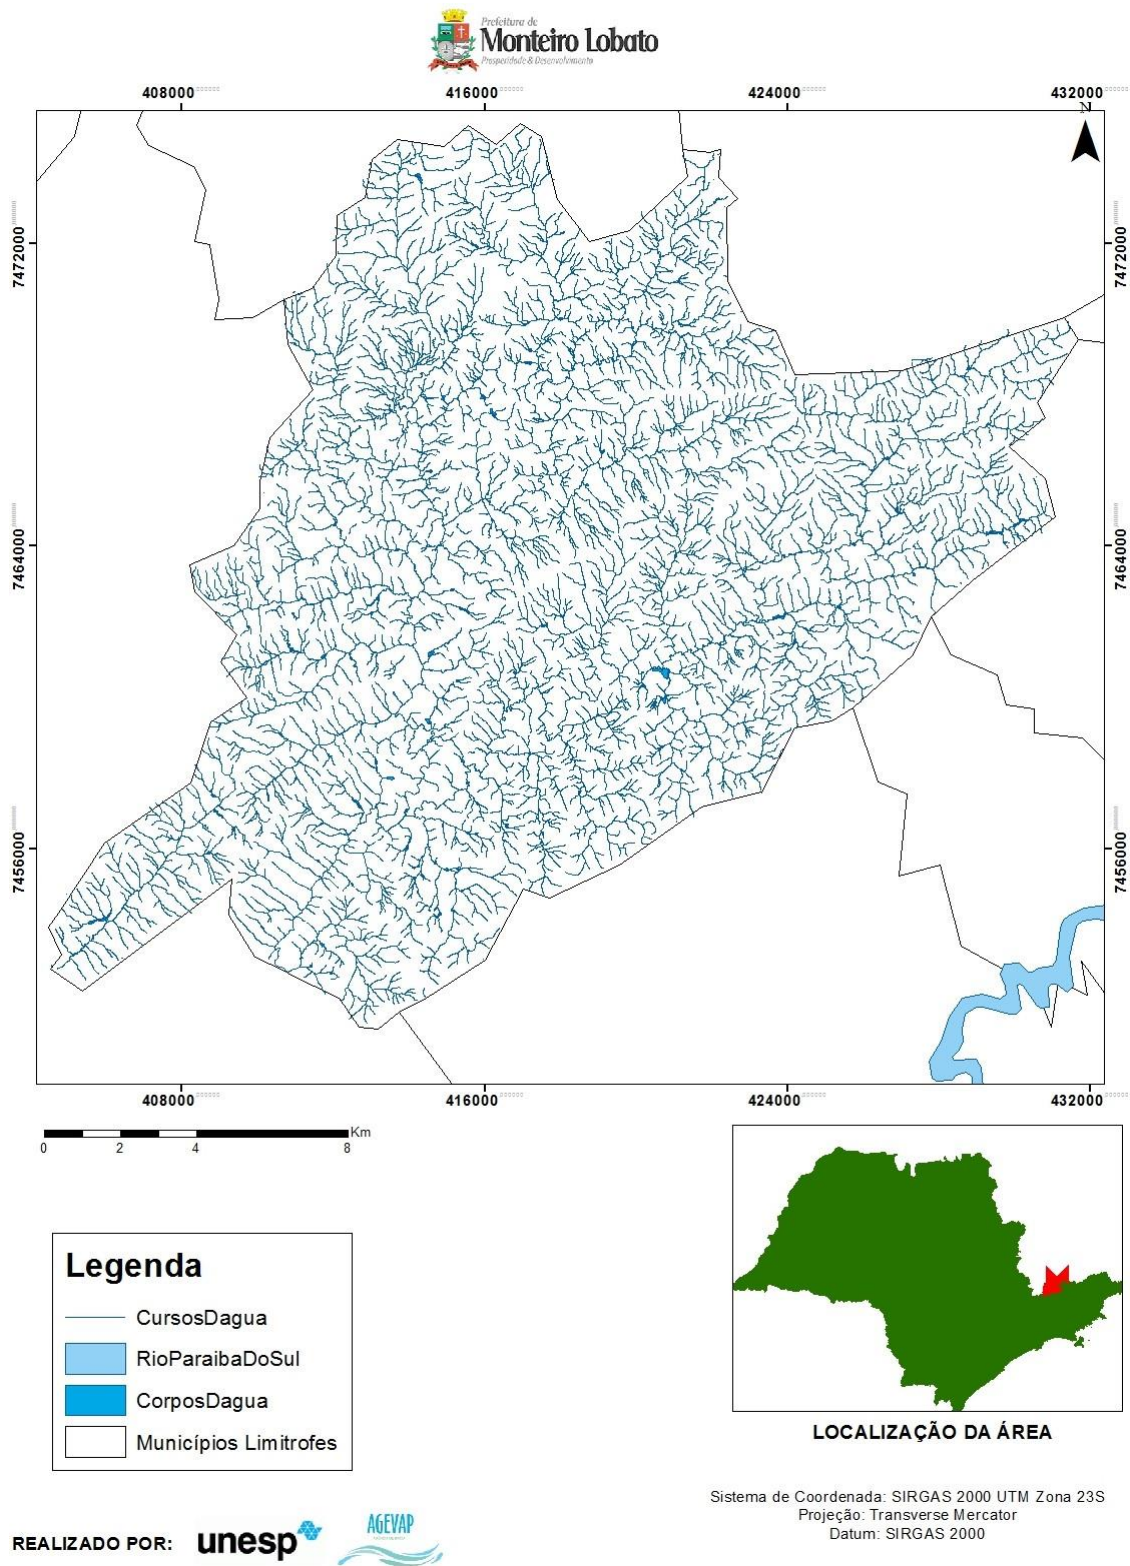 Prefeitura de
Monteiro Lobato
Prosperidade & Desenvolvimento
408000 416000 424000 432000
N
7472000 7472000
7464000 7464000
7456000 7456000
408000 416000 424000 432000
Km
0 2 4 8
Legenda
CursosDagua
RioParaibaDoSul
CorposDagua
Municípios Limitrofes
LOCALIZAÇÃO DA ÁREA
Sistema de Coordenada: SIRGAS 2000 UTM Zona 23S
Projeção: Transverse Mercator
Datum: SIRGAS 2000
REALIZADO POR: unesp AGEVAP